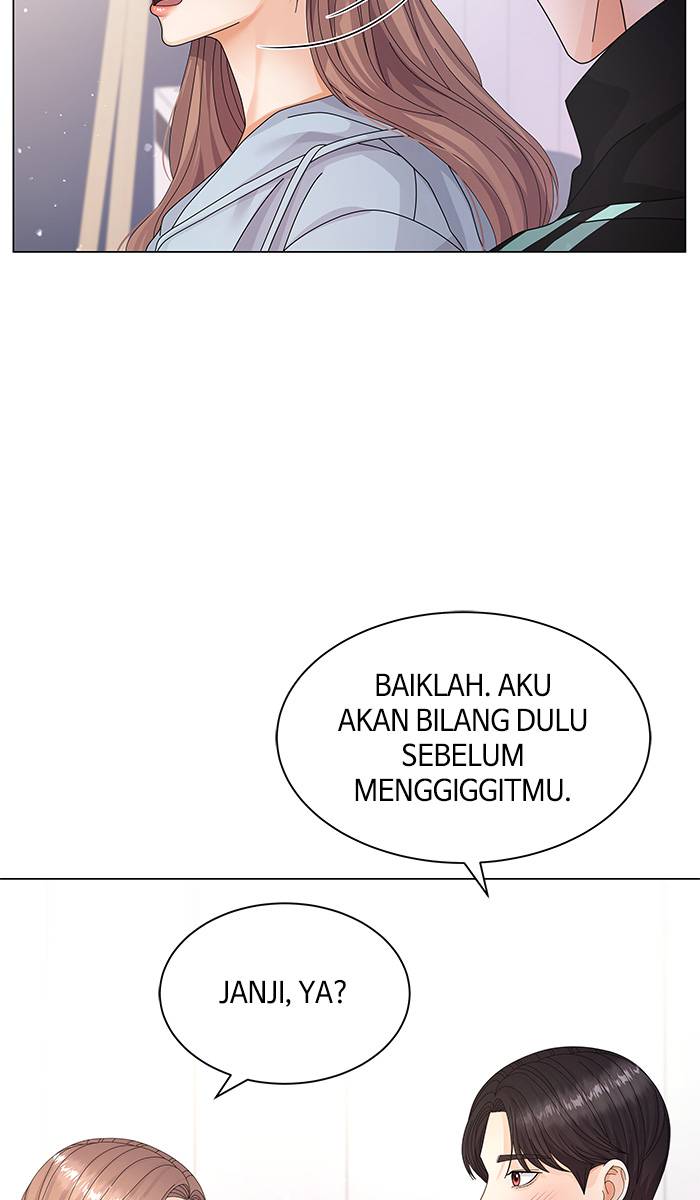 BAIKLAH. AKU
AKAN BILANG DULU
SEBELUM
MENGGIGGITMU.
JANJI, YA?